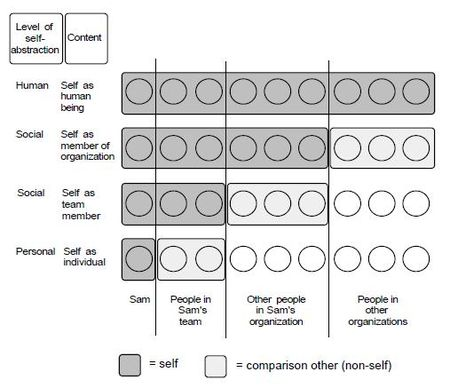 Level of
self-
abstraction
Content
Human
Self as
human
being
Social
Self as
member of
organization
Social
Self as
team
member
Personal
Self as
individual
Sam
People in
Sam's
team
Other people
in Sam's
organization
People in
other
organizations
= self
= comparison other (non-self)